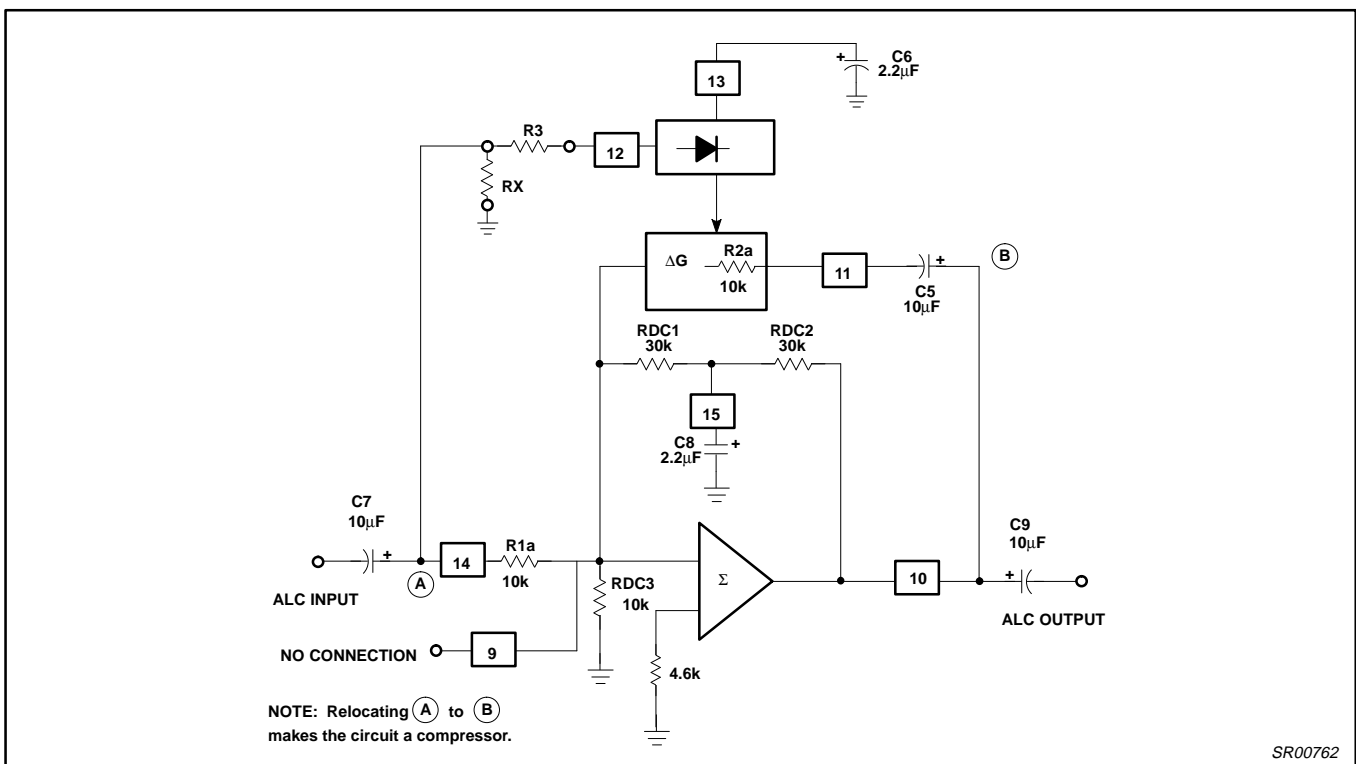 C6
2.2μF
+
13
R3
12
RX
ΔG
R2a
10k
11
+
C5
10μF
B
RDC1
30k
RDC2
30k
15
C8
2.2μF
+
C7
10μF
+
14
A
R1a
10k
ALC INPUT
RDC3
10k
Σ
10
C9
10μF
+
ALC OUTPUT
NO CONNECTION
9
4.6k
NOTE: Relocating A to B
makes the circuit a compressor.
SR00762